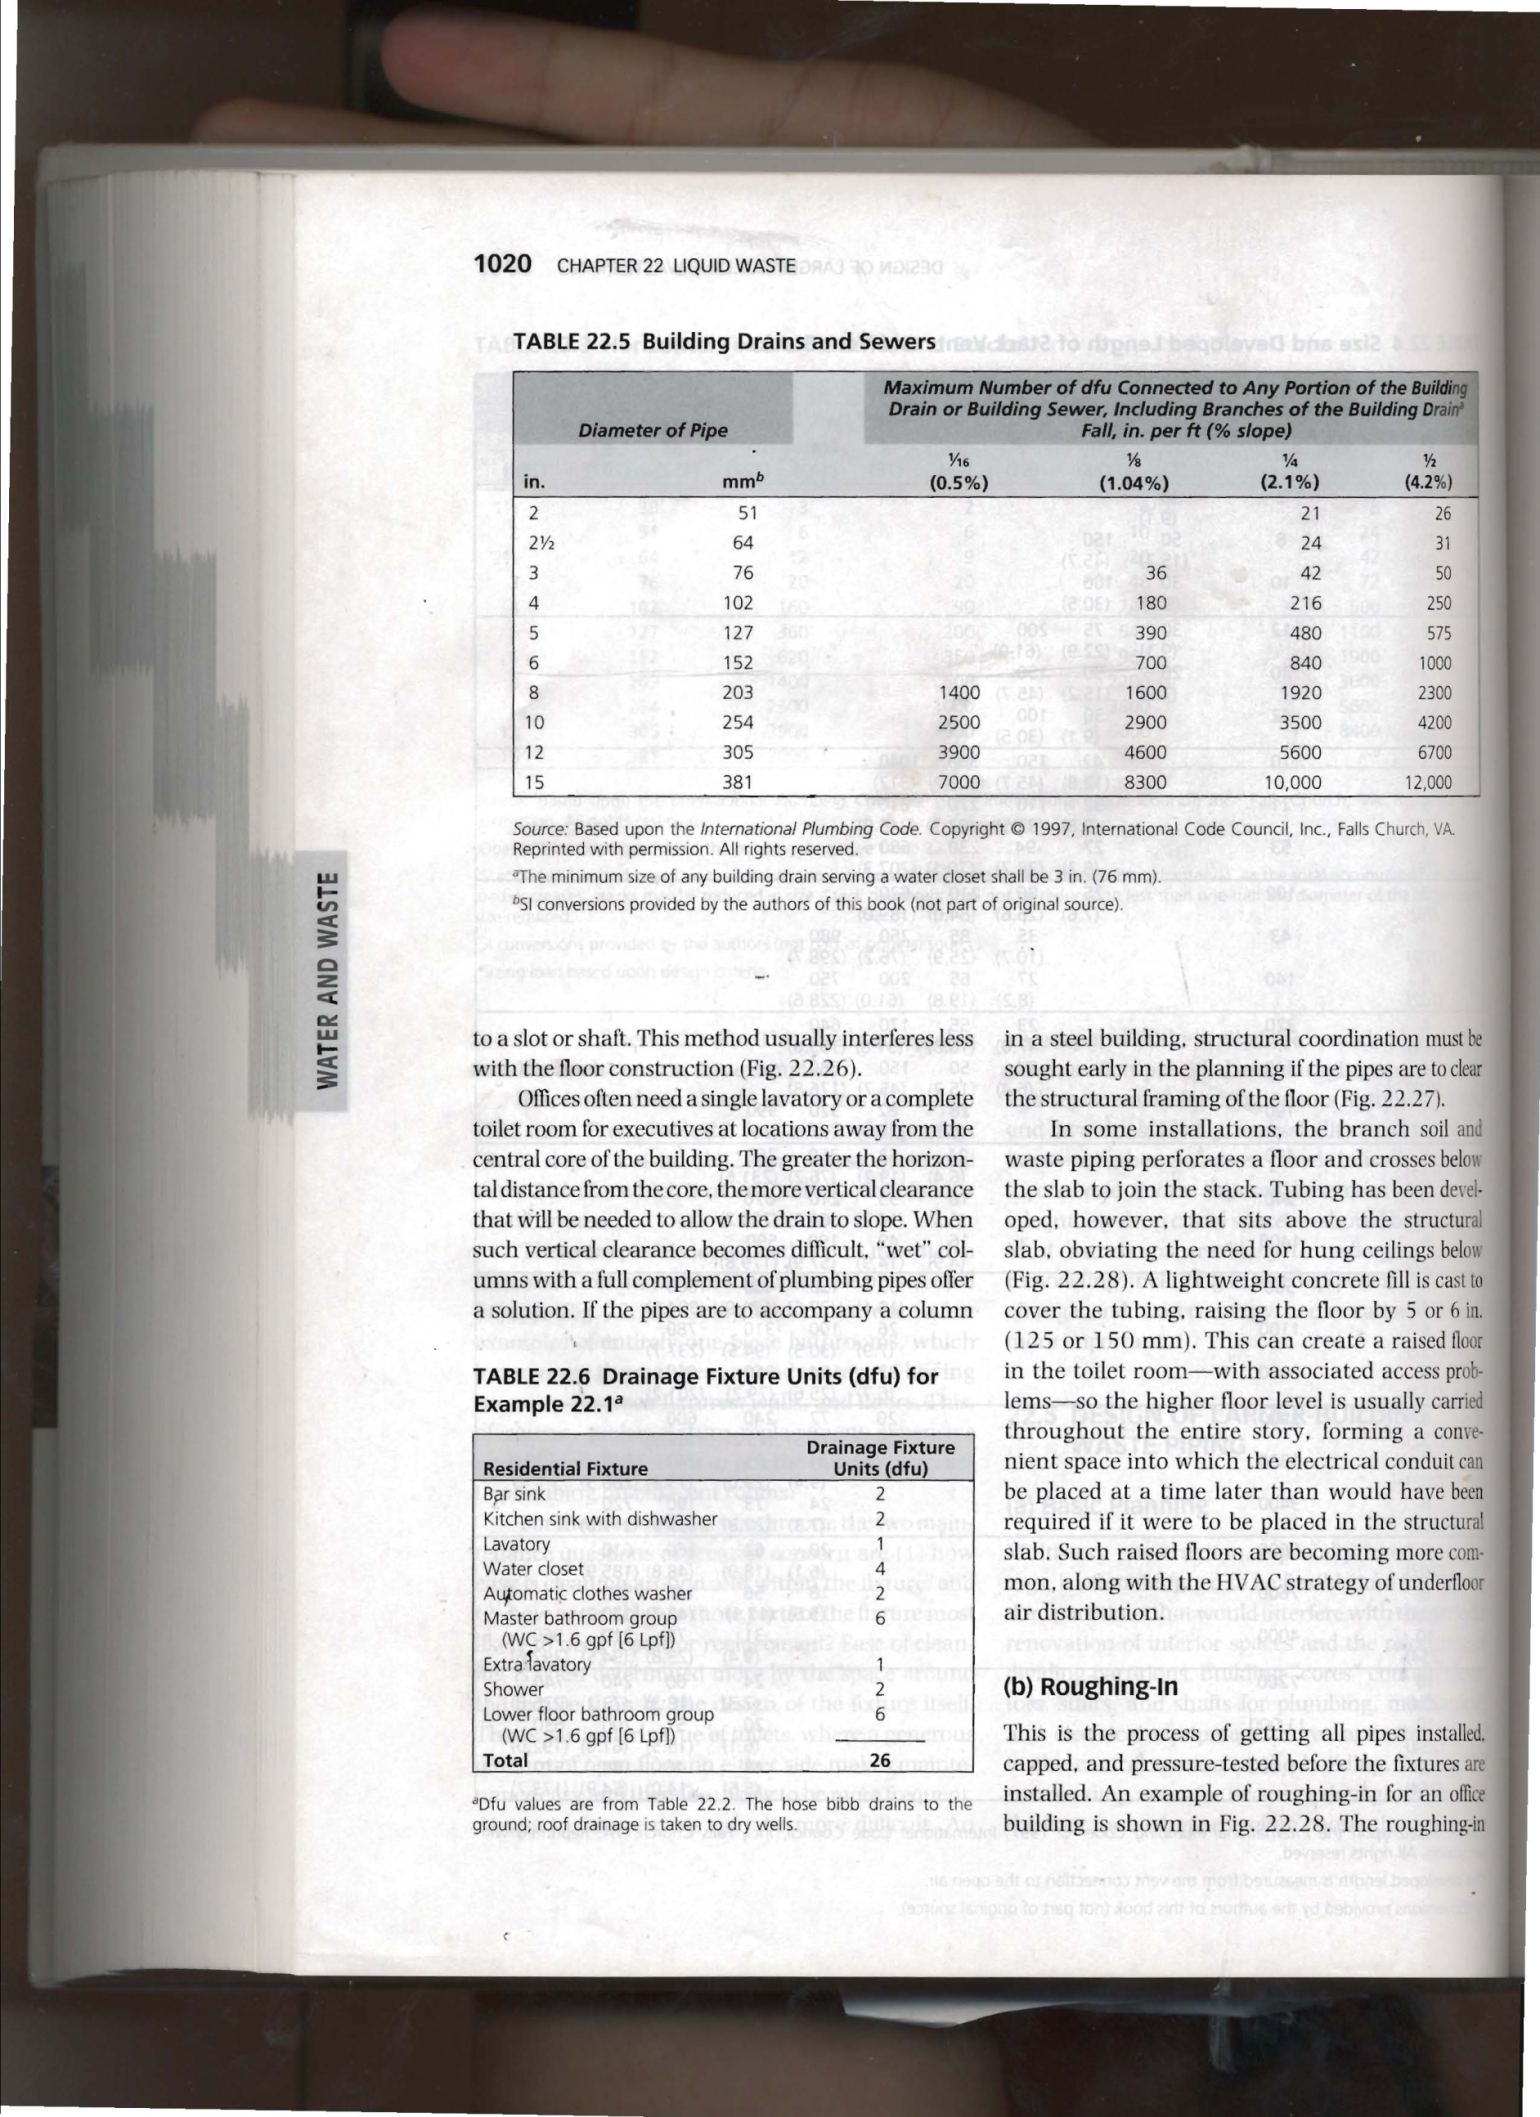 1020 CHAPTER 22 LIQUID WASTE
TABLE 22.5 Building Drains and Sewers
Diameter of Pipe
Maximum Number of dfu Connected to Any Portion of the Building
Drain or Building Sewer, Including Branches of the Building Drainᵃ
Fall, in. per ft (% slope)
in. mmᵇ ¹⁄₁₆ (0.5%) ⅛ (1.04%) ¼ (2.1%) ½ (4.2%)
2 51 21 26
2½ 64 24 31
3 76 36 42 50
4 102 180 216 250
5 127 390 480 575
6 152 700 840 1000
8 203 1400 1600 1920 2300
10 254 2500 2900 3500 4200
12 305 3900 4600 5600 6700
15 381 7000 8300 10,000 12,000
Source: Based upon the International Plumbing Code. Copyright © 1997, International Code Council, Inc., Falls Church, VA.
Reprinted with permission. All rights reserved.
ᵃThe minimum size of any building drain serving a water closet shall be 3 in. (76 mm).
ᵇSI conversions provided by the authors of this book (not part of original source).
WATER AND WASTE
to a slot or shaft. This method usually interferes less
with the floor construction (Fig. 22.26).
Offices often need a single lavatory or a complete
toilet room for executives at locations away from the
central core of the building. The greater the horizon-
tal distance from the core, the more vertical clearance
that will be needed to allow the drain to slope. When
such vertical clearance becomes difficult, “wet” col-
umns with a full complement of plumbing pipes offer
a solution. If the pipes are to accompany a column
TABLE 22.6 Drainage Fixture Units (dfu) for
Example 22.1ᵃ
Residential Fixture Drainage Fixture Units (dfu)
Bar sink 2
Kitchen sink with dishwasher 2
Lavatory 1
Water closet 4
Automatic clothes washer 2
Master bathroom group 6
(WC >1.6 gpf [6 Lpf])
Extra lavatory 1
Shower 2
Lower floor bathroom group 6
(WC >1.6 gpf [6 Lpf])
Total 26
ᵃDfu values are from Table 22.2. The hose bibb drains to the
ground; roof drainage is taken to dry wells.
in a steel building, structural coordination must be
sought early in the planning if the pipes are to clear
the structural framing of the floor (Fig. 22.27).
In some installations, the branch soil and
waste piping perforates a floor and crosses below
the slab to join the stack. Tubing has been devel-
oped, however, that sits above the structural
slab, obviating the need for hung ceilings below
(Fig. 22.28). A lightweight concrete fill is cast to
cover the tubing, raising the floor by 5 or 6 in.
(125 or 150 mm). This can create a raised floor
in the toilet room—with associated access prob-
lems—so the higher floor level is usually carried
throughout the entire story, forming a conve-
nient space into which the electrical conduit can
be placed at a time later than would have been
required if it were to be placed in the structural
slab. Such raised floors are becoming more com-
mon, along with the HVAC strategy of underfloor
air distribution.
(b) Roughing-In
This is the process of getting all pipes installed,
capped, and pressure-tested before the fixtures are
installed. An example of roughing-in for an office
building is shown in Fig. 22.28. The roughing-in